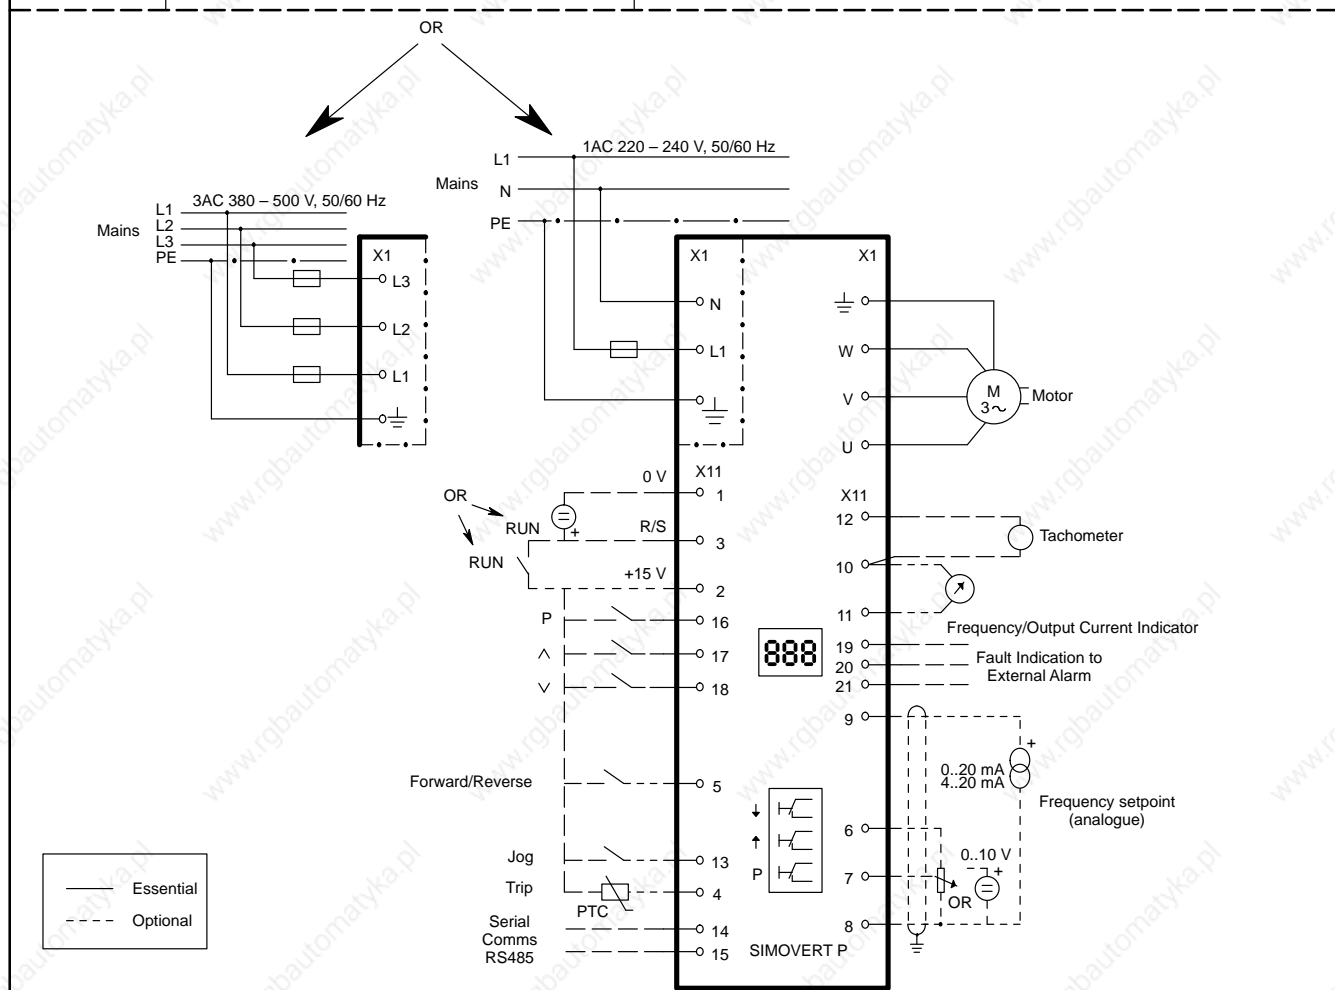 OR
1AC 220 – 240 V, 50/60 Hz
L1
Mains
N
PE
3AC 380 – 500 V, 50/60 Hz
L1
L2
Mains
L3
PE
X1
L3
L2
L1
X1
X1
N
L1
W
V
U
M
3~
Motor
X11
0 V
1
OR
RUN
+
R/S
3
RUN
+15 V
2
P
16
^
17
v
18
Forward/Reverse
5
Jog
13
Trip
PTC
4
Serial
Comms
RS485
14
15
888
↓
↑
P
SIMOVERT P
X11
12
Tachometer
10
11
Frequency/Output Current Indicator
19
20
21
Fault Indication to
External Alarm
9
+
0..20 mA
4..20 mA
Frequency setpoint
(analogue)
6
0..10 V
+
7
OR
8
Essential
Optional
www.rgbautomatyka.pl